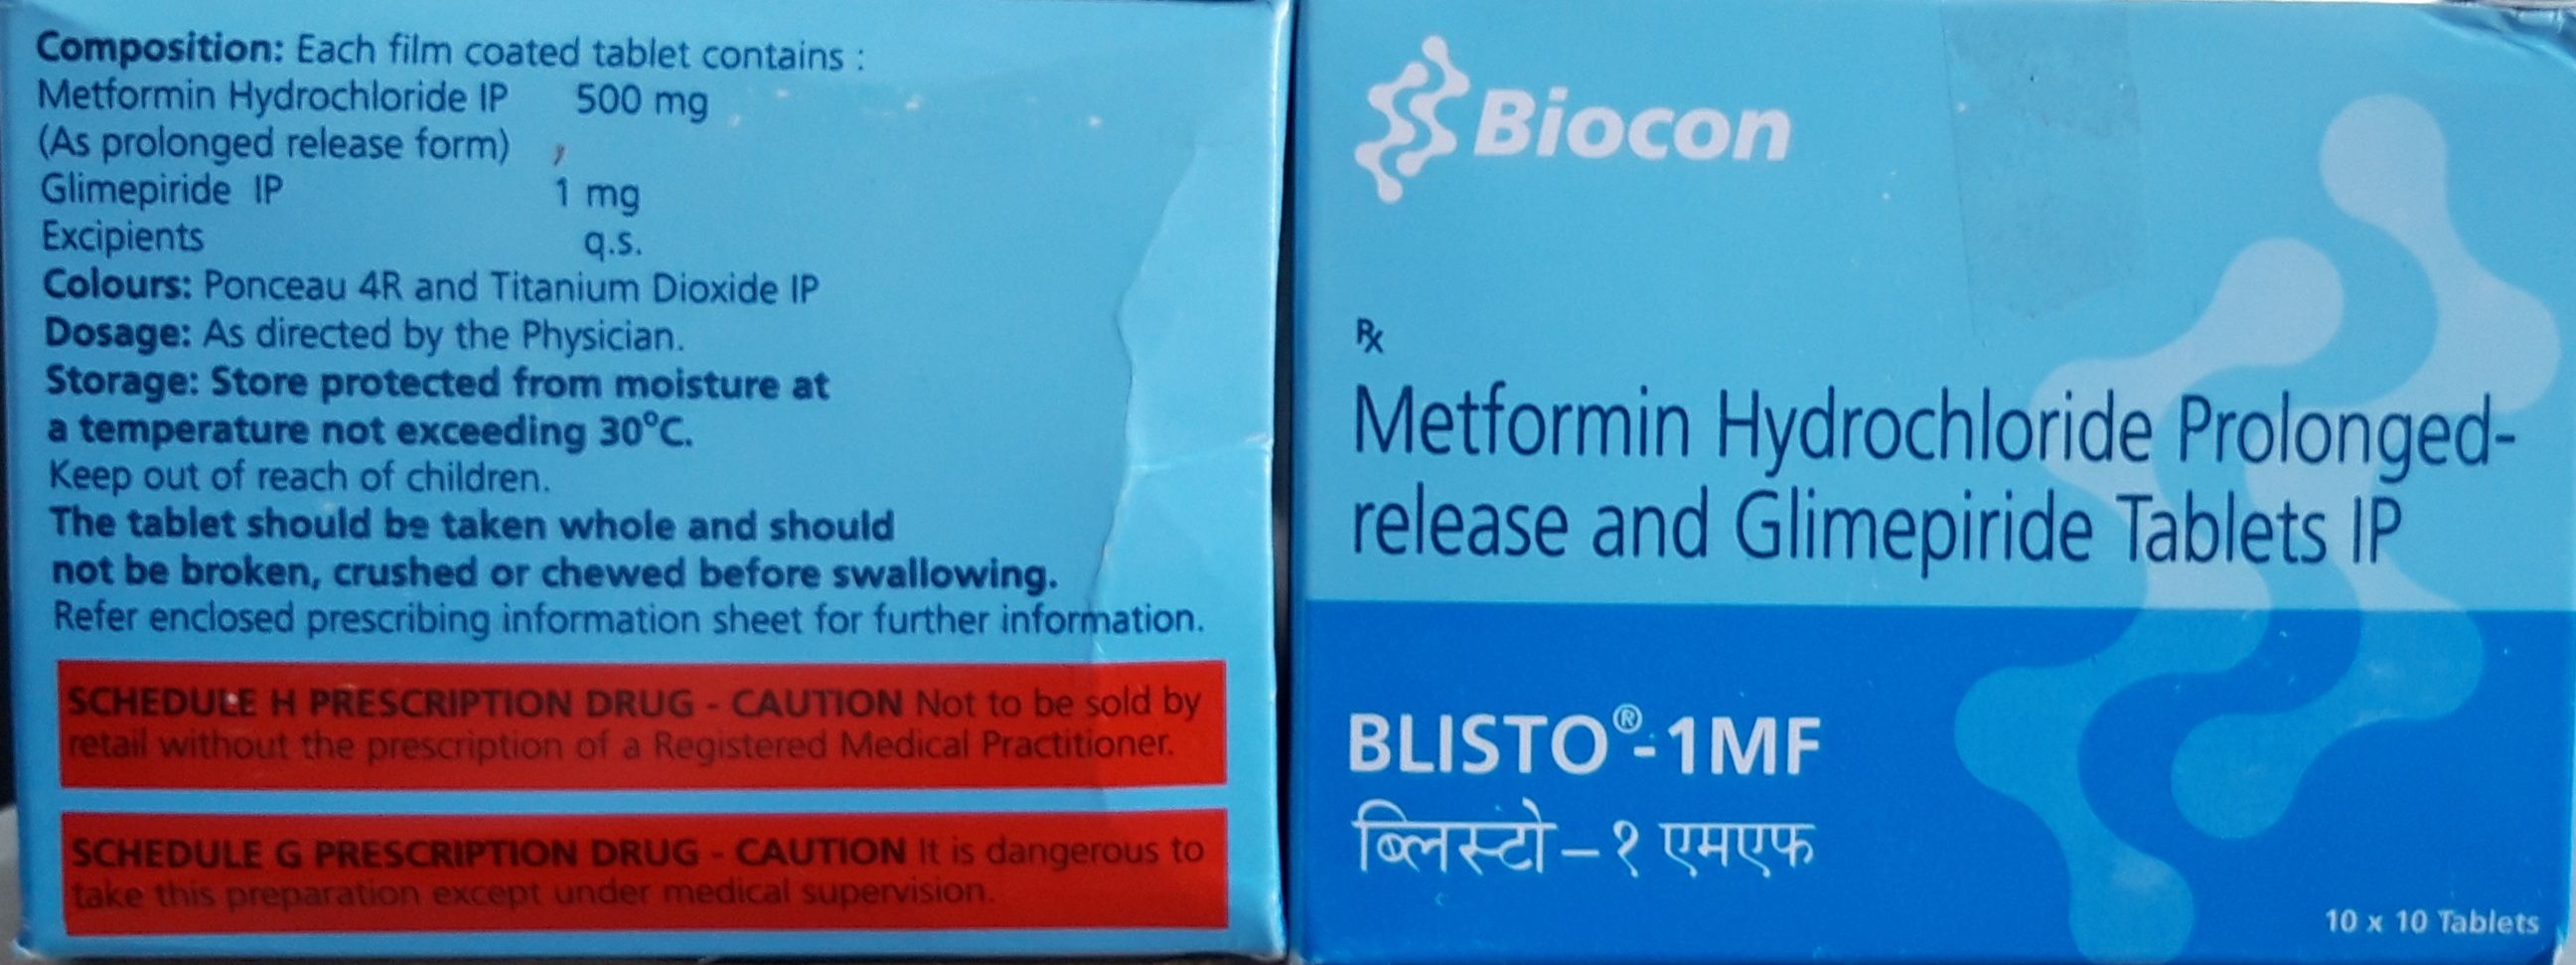 Composition: Each film coated tablet contains :
Metformin Hydrochloride IP 500 mg
(As prolonged release form)
Glimepiride IP 1 mg
Excipients q.s.
Colours: Ponceau 4R and Titanium Dioxide IP
Dosage: As directed by the Physician.
Storage: Store protected from moisture at
a temperature not exceeding 30°C.
Keep out of reach of children.
The tablet should be taken whole and should
not be broken, crushed or chewed before swallowing.
Refer enclosed prescribing information sheet for further information.
SCHEDULE H PRESCRIPTION DRUG - CAUTION Not to be sold by
retail without the prescription of a Registered Medical Practitioner.
SCHEDULE G PRESCRIPTION DRUG - CAUTION It is dangerous to
take this preparation except under medical supervision.
Biocon
℞
Metformin Hydrochloride Prolonged-
release and Glimepiride Tablets IP
BLISTO®-1MF
ब्लिस्टो – १ एमएफ
10 x 10 Tablets